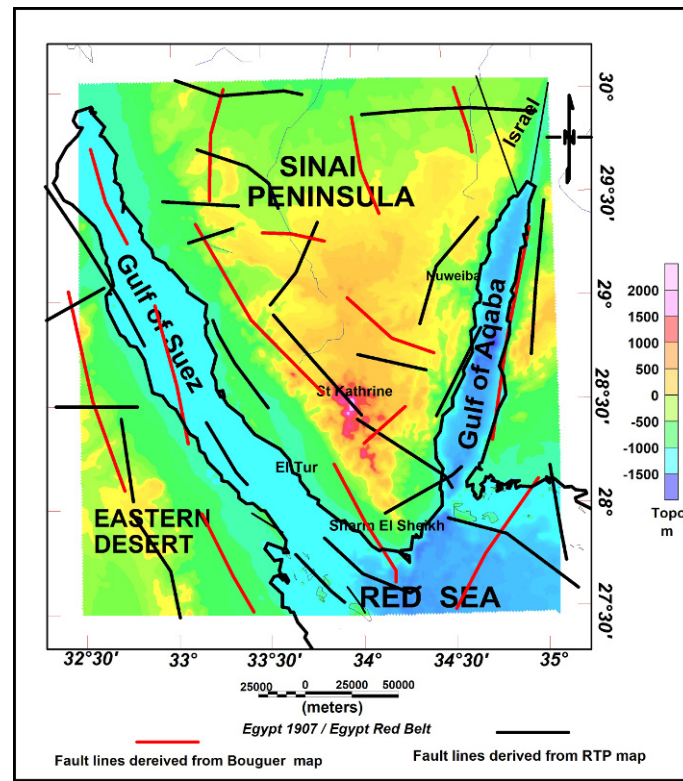 30°
Israel
N
SINAI
PENINSULA
29°30'
Nuweiba
Gulf of Suez
Gulf of Aqaba
29°
2000
1500
1000
500
0
-500
-1000
-1500
Topo
m
St Kathrine
28°30'
El Tur
28°
EASTERN
DESERT
Sharm El Sheikh
RED SEA
27°30'
32°30'
33°
33°30'
34°
34°30'
35°
25000 0 25000 50000
(meters)
Egypt 1907 / Egypt Red Belt
Fault lines dereived from Bouguer map
Fault lines derived from RTP map